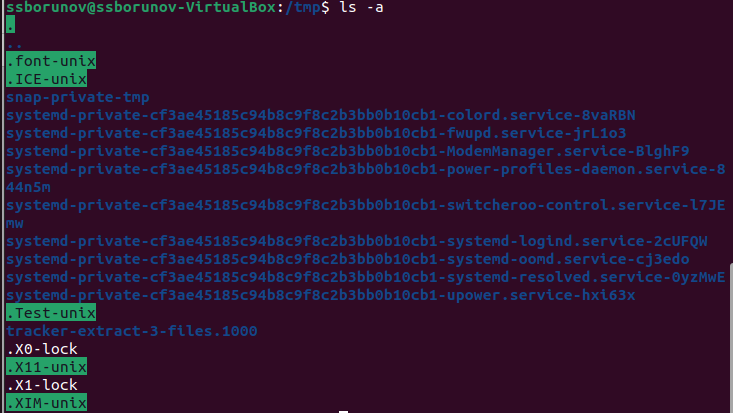 ssborunov@ssborunov-VirtualBox:/tmp$ ls -a
.
..
.font-unix
.ICE-unix
snap-private-tmp
systemd-private-cf3ae45185c94b8c9f8c2b3bb0b10cb1-colord.service-8vaRBN
systemd-private-cf3ae45185c94b8c9f8c2b3bb0b10cb1-fwupd.service-jrL1o3
systemd-private-cf3ae45185c94b8c9f8c2b3bb0b10cb1-ModemManager.service-BlghF9
systemd-private-cf3ae45185c94b8c9f8c2b3bb0b10cb1-power-profiles-daemon.service-8
44n5m
systemd-private-cf3ae45185c94b8c9f8c2b3bb0b10cb1-switcheroo-control.service-l7JE
mw
systemd-private-cf3ae45185c94b8c9f8c2b3bb0b10cb1-systemd-logind.service-2cUFQW
systemd-private-cf3ae45185c94b8c9f8c2b3bb0b10cb1-systemd-oomd.service-cj3edo
systemd-private-cf3ae45185c94b8c9f8c2b3bb0b10cb1-systemd-resolved.service-0yzMwE
systemd-private-cf3ae45185c94b8c9f8c2b3bb0b10cb1-upower.service-hxi63x
.Test-unix
tracker-extract-3-files.1000
.X0-lock
.X11-unix
.X1-lock
.XIM-unix